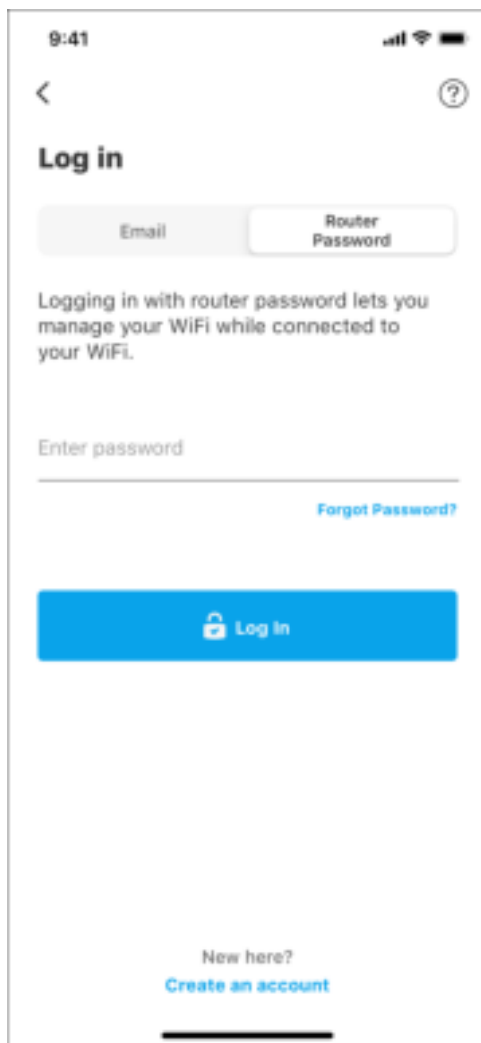 9:41
Log in
Email
Router
Password
Logging in with router password lets you
manage your WiFi while connected to
your WiFi.
Enter password
Forgot Password?
Log In
New here?
Create an account